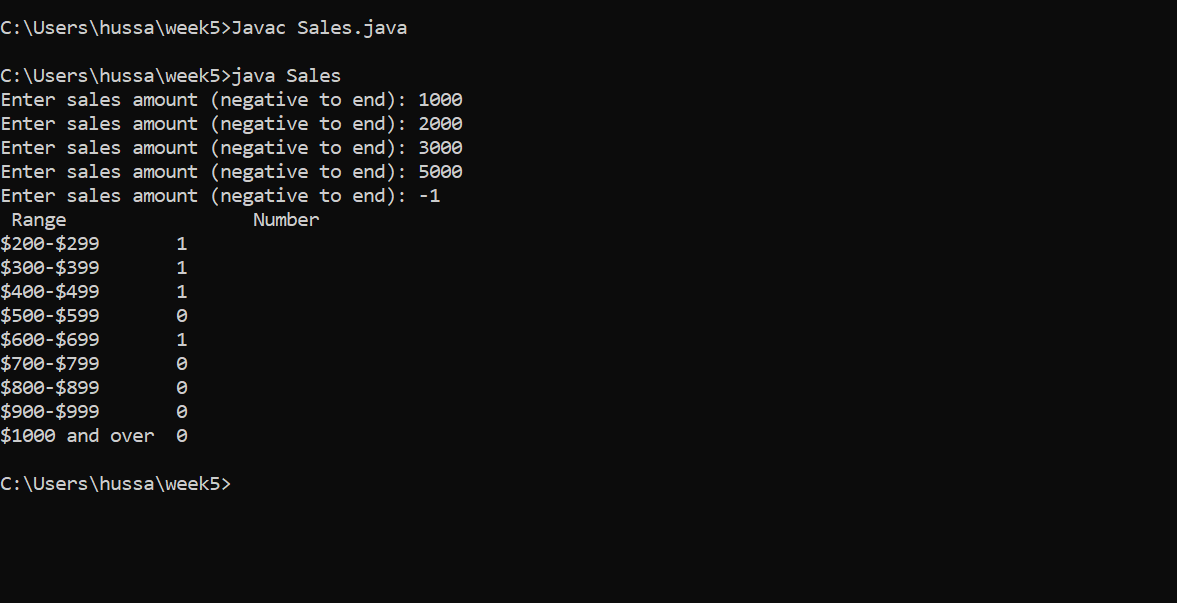 C:\Users\hussa\week5>Javac Sales.java
C:\Users\hussa\week5>java Sales
Enter sales amount (negative to end): 1000
Enter sales amount (negative to end): 2000
Enter sales amount (negative to end): 3000
Enter sales amount (negative to end): 5000
Enter sales amount (negative to end): -1
Range Number
$200-$299 1
$300-$399 1
$400-$499 1
$500-$599 0
$600-$699 1
$700-$799 0
$800-$899 0
$900-$999 0
$1000 and over 0
C:\Users\hussa\week5>